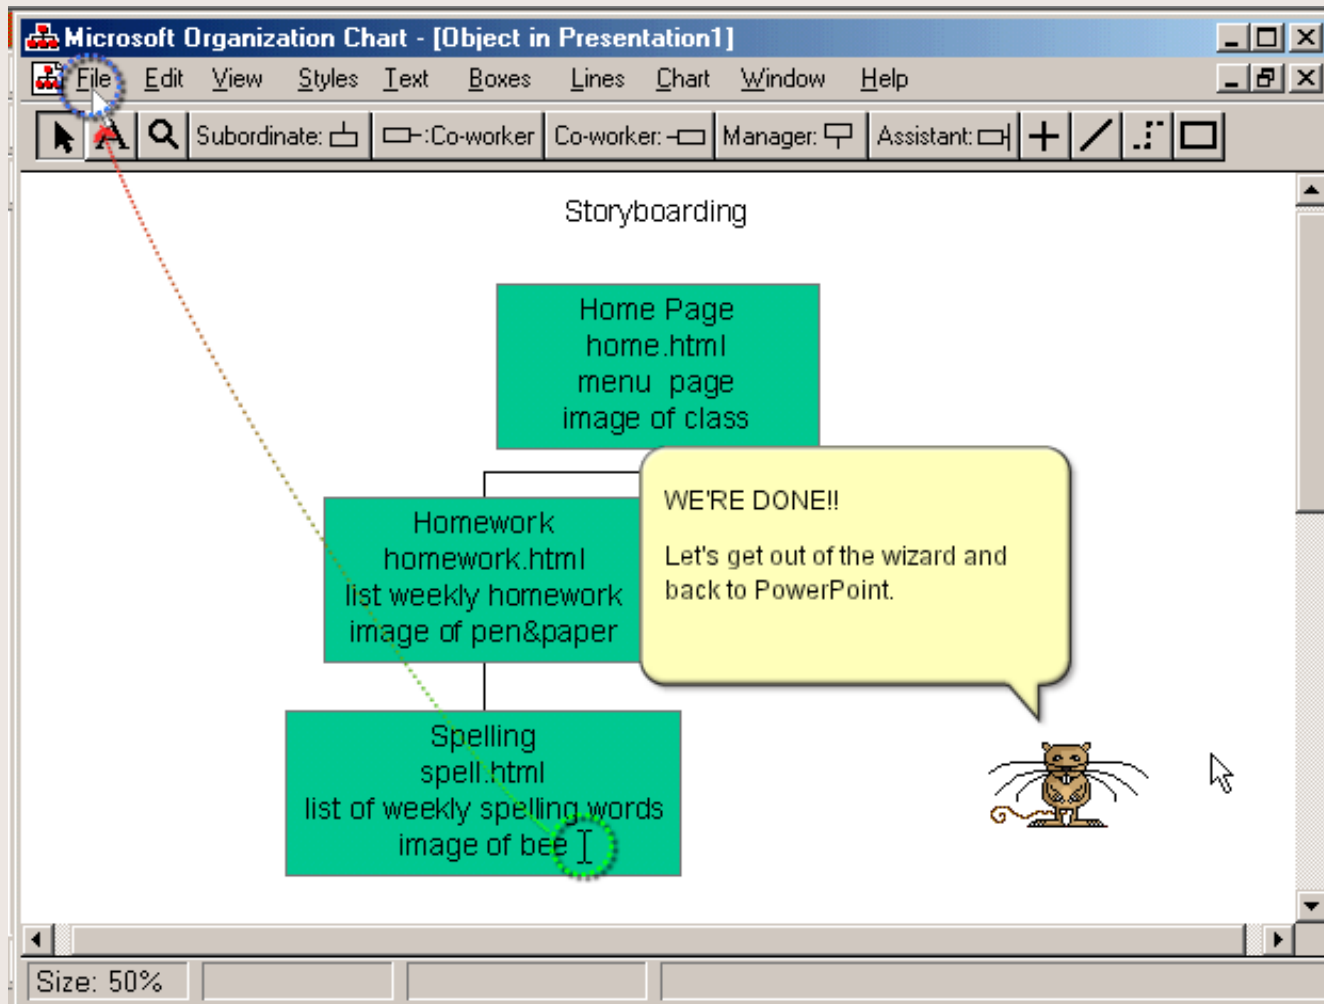 Microsoft Organization Chart - [Object in Presentation1]
File Edit View Styles Text Boxes Lines Chart Window Help
A Subordinate: :Co-worker Co-worker: Manager: Assistant:
Storyboarding
Home Page
home.html
menu page
image of class
WE'RE DONE!!
Let's get out of the wizard and
back to PowerPoint.
Homework
homework.html
list weekly homework
image of pen&paper
Spelling
spell.html
list of weekly spelling words
image of bee
Size: 50%